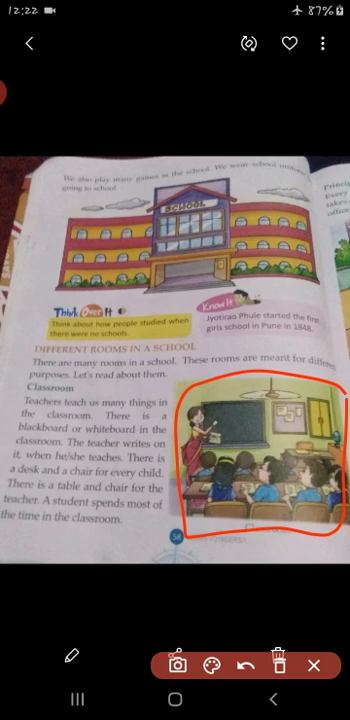 12:22
87%
We also play many games in the school. We wear school uniform
going to school
SCHOOL
Princip
Every
takes
office
Think Over It
Think about how people studied when
there were no schools.
Know It
Jyotirao Phule started the first
girls school in Pune in 1848.
DIFFERENT ROOMS IN A SCHOOL
There are many rooms in a school. These rooms are meant for differe
purposes. Let's read about them.
Classroom
Teachers teach us many things in
the classroom. There is a
blackboard or whiteboard in the
classroom. The teacher writes on
it, when he/she teaches. There is
a desk and a chair for every child.
There is a table and chair for the
teacher. A student spends most of
the time in the classroom.
58